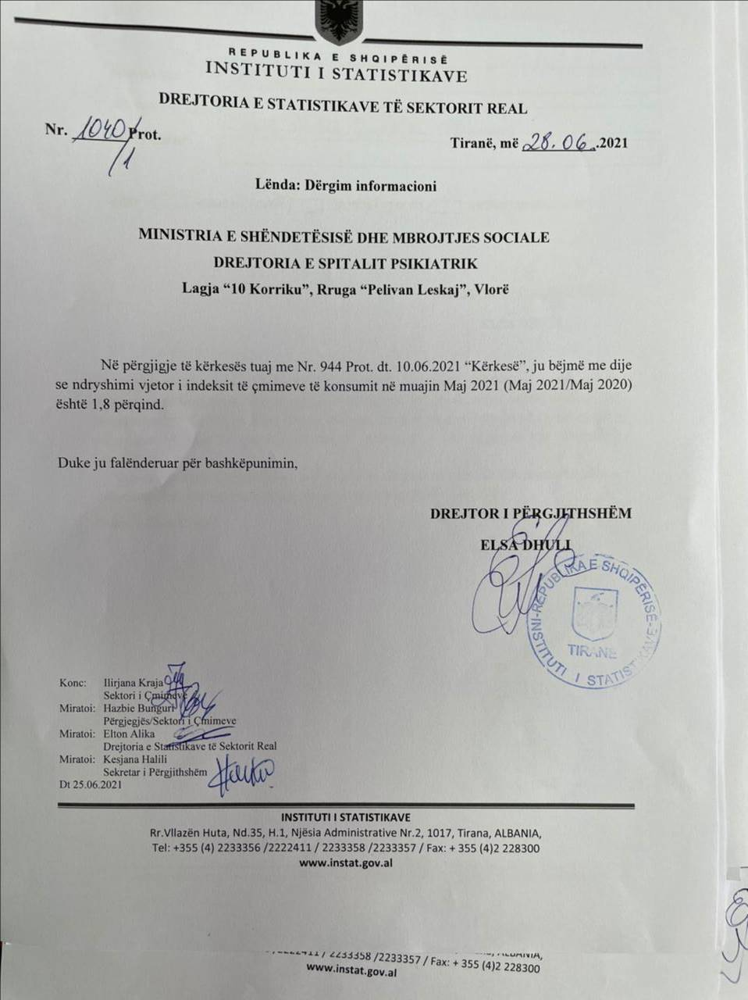 REPUBLIKA E SHQIPËRISË
INSTITUTI I STATISTIKAVE
DREJTORIA E STATISTIKAVE TË SEKTORIT REAL
Nr. 1040/1 Prot.
Tiranë, më 28.06..2021
Lënda: Dërgim informacioni
MINISTRIA E SHËNDETËSISË DHE MBROJTJES SOCIALE
DREJTORIA E SPITALIT PSIKIATRIK
Lagja “10 Korriku”, Rruga “Pelivan Leskaj”, Vlorë
Në përgjigje të kërkesës tuaj me Nr. 944 Prot. dt. 10.06.2021 “Kërkesë”, ju bëjmë me dije
se ndryshimi vjetor i indeksit të çmimeve të konsumit në muajin Maj 2021 (Maj 2021/Maj 2020)
është 1,8 përqind.
Duke ju falënderuar për bashkëpunimin,
DREJTOR I PËRGJITHSHËM
ELSA DHULI
INSTITUTI I STATISTIKAVE-REPUBLIKA E SHQIPËRISË-
TIRANË
Konc: Ilirjana Kraja
Sektori i Çmimeve
Miratoi: Hazbie Bunguri
Përgjegjës/Sektori i Çmimeve
Miratoi: Elton Alika
Drejtoria e Statistikave të Sektorit Real
Miratoi: Kesjana Halili
Sekretar i Përgjithshëm
Dt 25.06.2021
INSTITUTI I STATISTIKAVE
Rr.Vllazën Huta, Nd.35, H.1, Njësia Administrative Nr.2, 1017, Tirana, ALBANIA,
Tel: +355 (4) 2233356 /2222411 / 2233358 /2233357 / Fax: + 355 (4)2 228300
www.instat.gov.al
/ 2233358 /2233357 / Fax: + 355 (4)2 228300
www.instat.gov.al